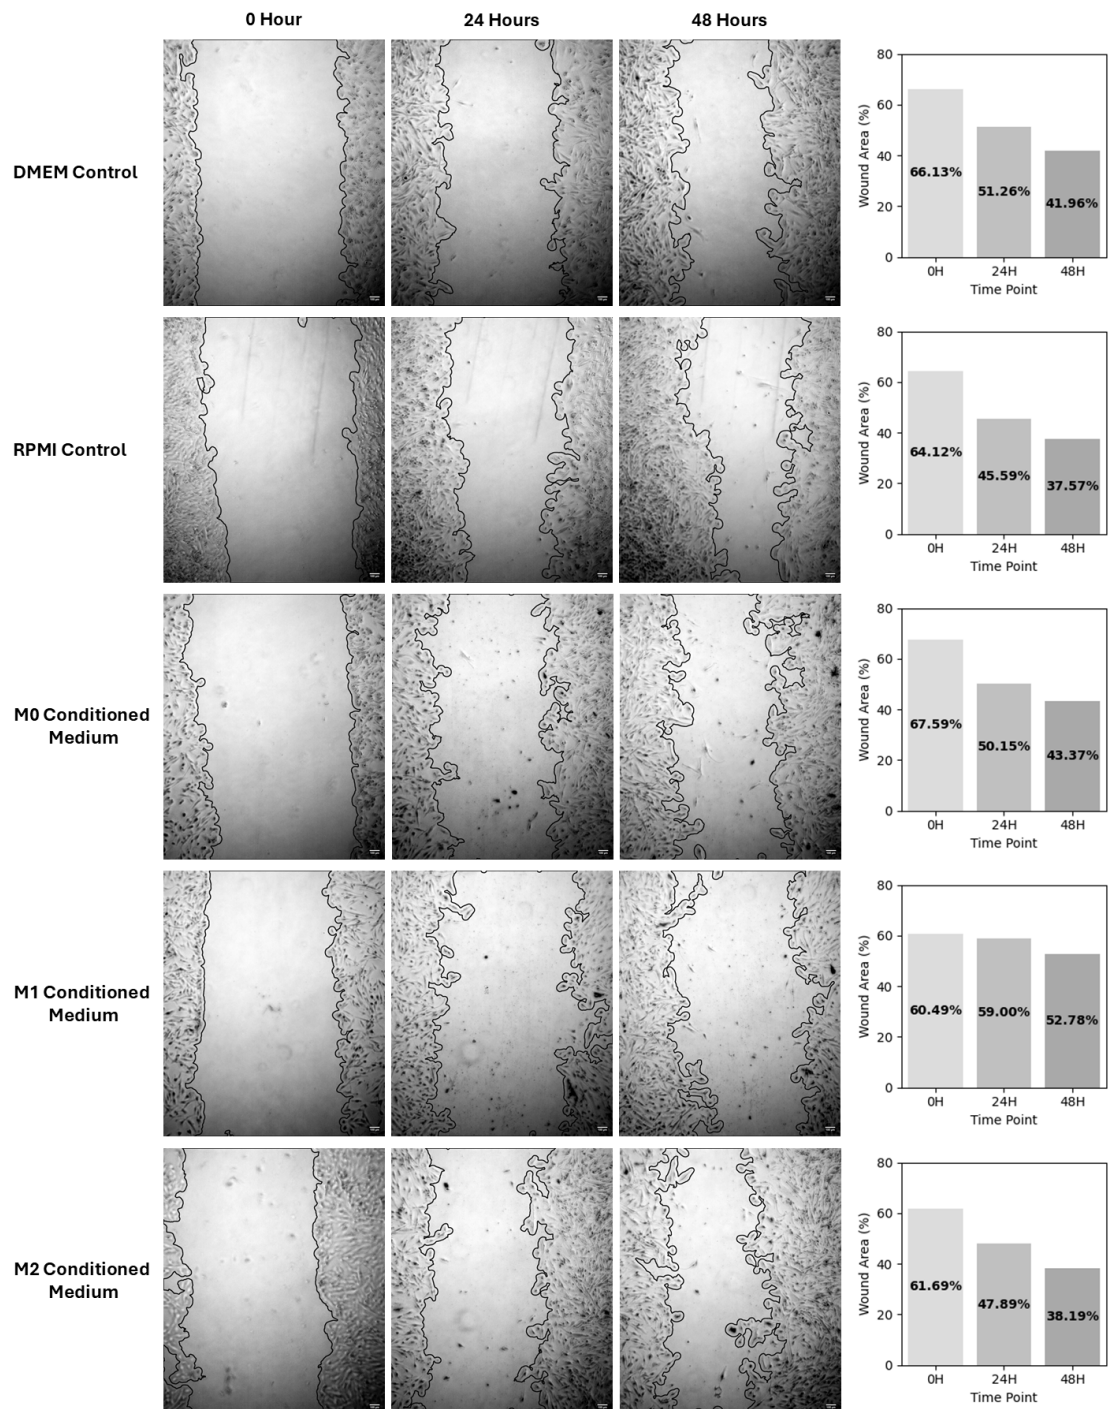 0 Hour
24 Hours
48 Hours
DMEM Control
80
60
40
20
0
Wound Area (%)
66.13%
51.26%
41.96%
0H
24H
48H
Time Point
RPMI Control
80
60
40
20
0
Wound Area (%)
64.12%
45.59%
37.57%
0H
24H
48H
Time Point
M0 Conditioned
Medium
80
60
40
20
0
Wound Area (%)
67.59%
50.15%
43.37%
0H
24H
48H
Time Point
M1 Conditioned
Medium
80
60
40
20
0
Wound Area (%)
60.49%
59.00%
52.78%
0H
24H
48H
Time Point
M2 Conditioned
Medium
80
60
40
20
0
Wound Area (%)
61.69%
47.89%
38.19%
0H
24H
48H
Time Point